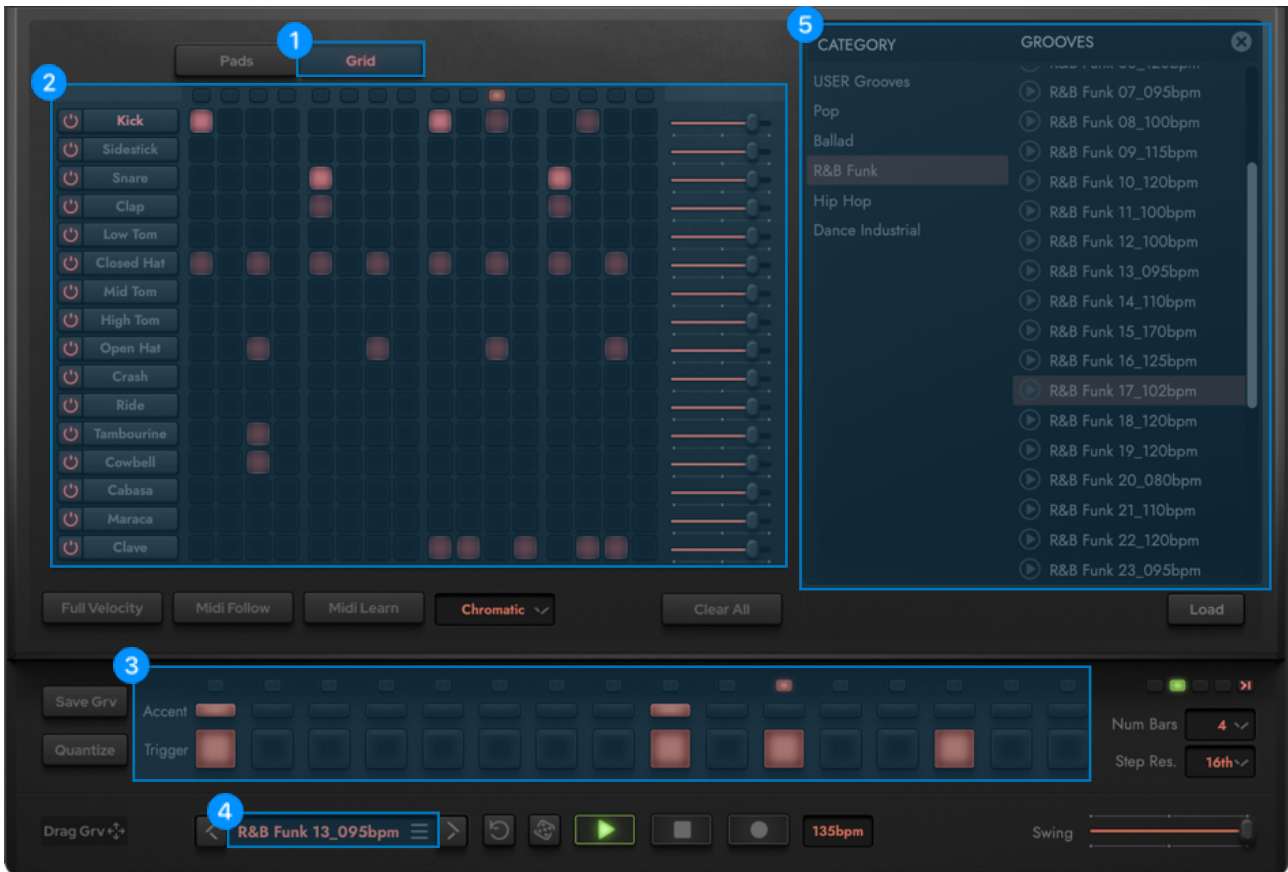 1
5
CATEGORY
GROOVES
Pads
Grid
2
USER Grooves
Pop
Ballad
R&B Funk
Hip Hop
Dance Industrial
R&B Funk 07_095bpm
R&B Funk 08_100bpm
R&B Funk 09_115bpm
R&B Funk 10_120bpm
R&B Funk 11_100bpm
R&B Funk 12_100bpm
R&B Funk 13_095bpm
R&B Funk 14_110bpm
R&B Funk 15_170bpm
R&B Funk 16_125bpm
R&B Funk 17_102bpm
R&B Funk 18_120bpm
R&B Funk 19_120bpm
R&B Funk 20_080bpm
R&B Funk 21_110bpm
R&B Funk 22_120bpm
R&B Funk 23_095bpm
Kick
Sidestick
Snare
Clap
Low Tom
Closed Hat
Mid Tom
High Tom
Open Hat
Crash
Ride
Tambourine
Cowbell
Cabasa
Maraca
Clave
Full Velocity
Midi Follow
Midi Learn
Chromatic
Clear All
Load
3
Save Grv
Accent
Quantize
Trigger
Num Bars 4
Step Res. 16th
4
Drag Grv
R&B Funk 13_095bpm
135bpm
Swing